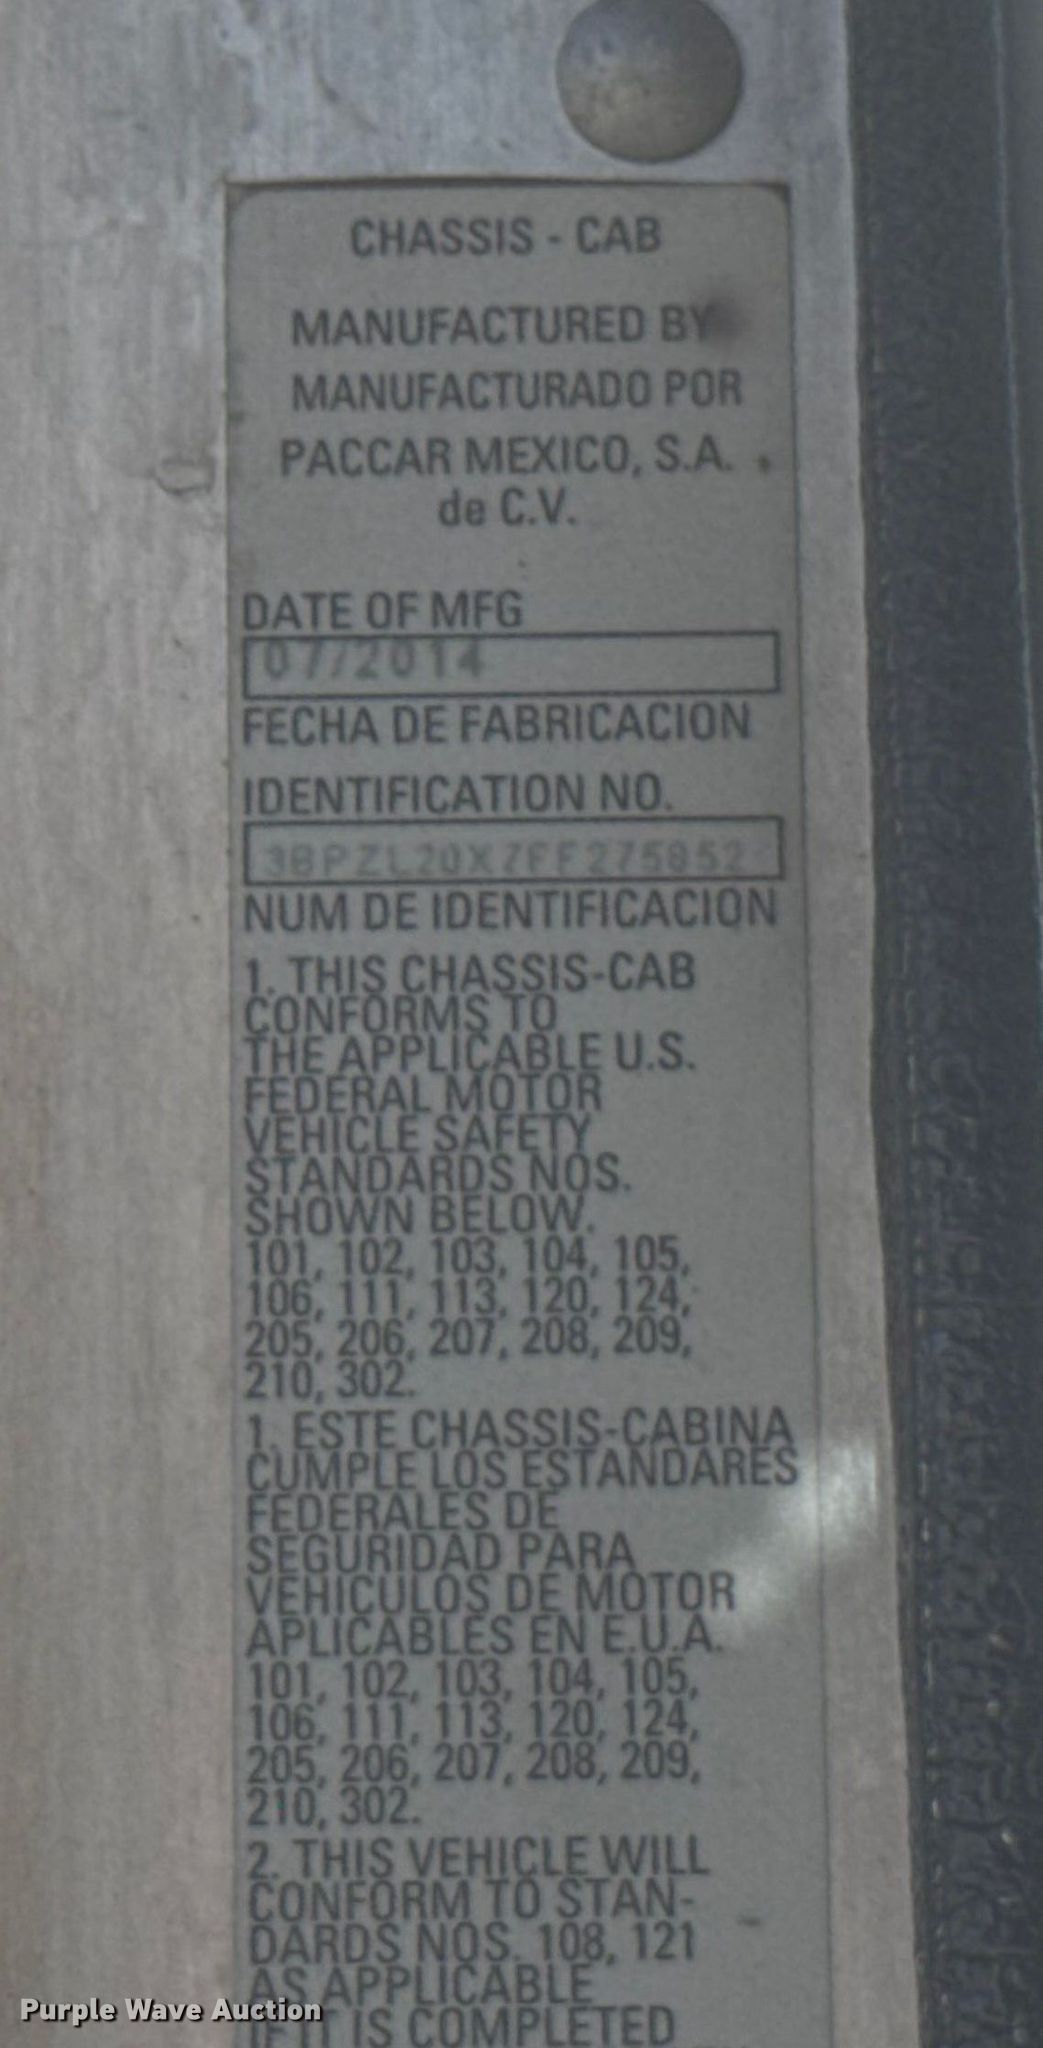 CHASSIS - CAB
MANUFACTURED BY
MANUFACTURADO POR
PACCAR MEXICO, S.A.
de C.V.
DATE OF MFG
07/2014
FECHA DE FABRICACION
IDENTIFICATION NO.
3BPZL20X7FF275852
NUM DE IDENTIFICACION
1. THIS CHASSIS-CAB
CONFORMS TO
THE APPLICABLE U.S.
FEDERAL MOTOR
VEHICLE SAFETY
STANDARDS NOS.
SHOWN BELOW.
101, 102, 103, 104, 105,
106, 111, 113, 120, 124,
205, 206, 207, 208, 209,
210, 302.
1. ESTE CHASSIS-CABINA
CUMPLE LOS ESTANDARES
FEDERALES DE
SEGURIDAD PARA
VEHICULOS DE MOTOR
APLICABLES EN E.U.A.
101, 102, 103, 104, 105,
106, 111, 113, 120, 124,
205, 206, 207, 208, 209,
210, 302.
2. THIS VEHICLE WILL
CONFORM TO STAN-
DARDS NOS. 108, 121
AS APPLICABLE
IF IT IS COMPLETED
Purple Wave Auction